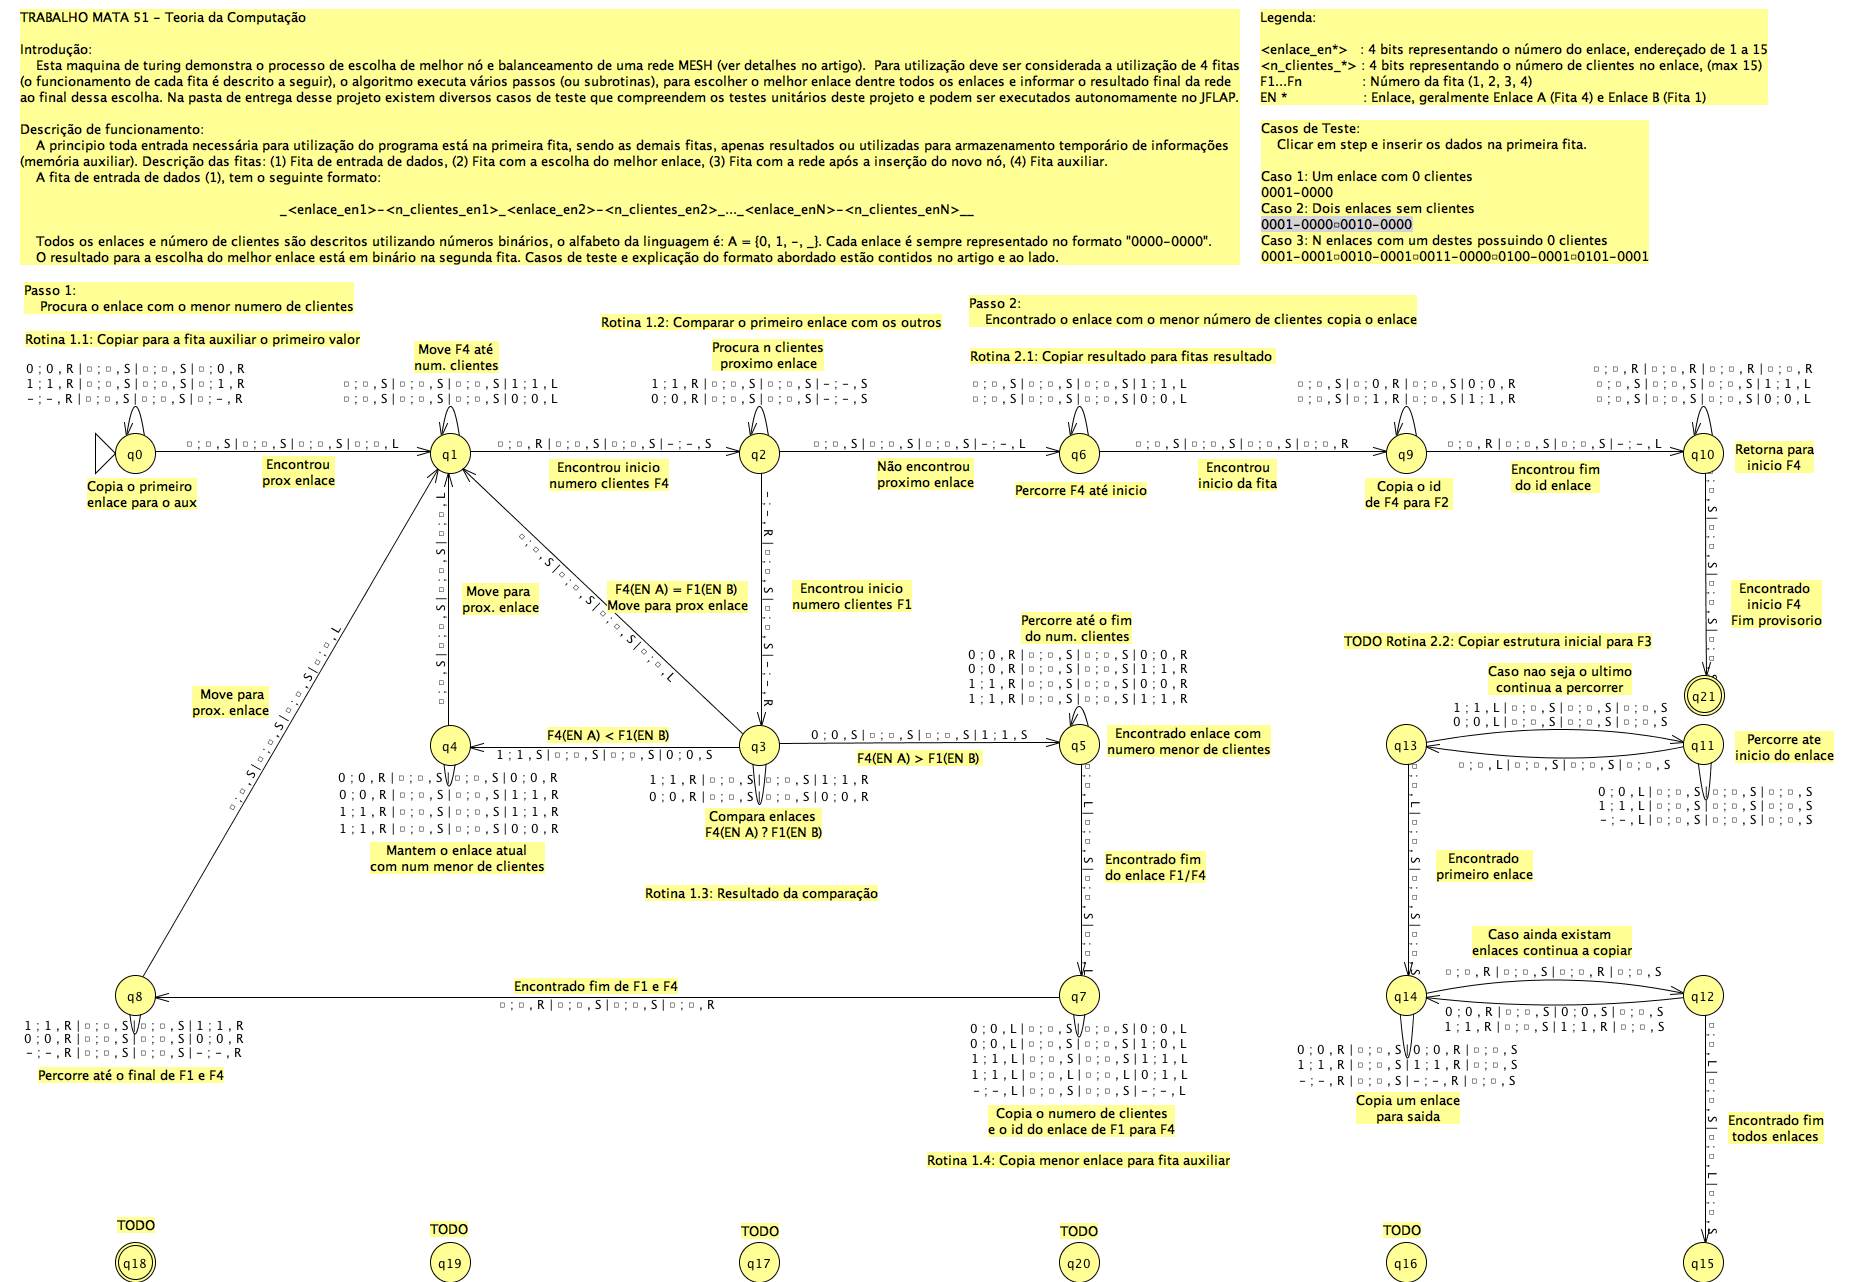 TRABALHO MATA 51 - Teoria da Computação
Introdução:
Esta maquina de turing demonstra o processo de escolha de melhor nó e balanceamento de uma rede MESH (ver detalhes no artigo). Para utilização deve ser considerada a utilização de 4 fitas
(o funcionamento de cada fita é descrito a seguir), o algoritmo executa vários passos (ou subrotinas), para escolher o melhor enlace dentre todos os enlaces e informar o resultado final da rede
ao final dessa escolha. Na pasta de entrega desse projeto existem diversos casos de teste que compreendem os testes unitários deste projeto e podem ser executados autonomamente no JFLAP.
Descrição de funcionamento:
A principio toda entrada necessária para utilização do programa está na primeira fita, sendo as demais fitas, apenas resultados ou utilizadas para armazenamento temporário de informações
(memória auxiliar). Descrição das fitas: (1) Fita de entrada de dados, (2) Fita com a escolha do melhor enlace, (3) Fita com a rede após a inserção do novo nó, (4) Fita auxiliar.
A fita de entrada de dados (1), tem o seguinte formato:
_<enlace_en1>-<n_clientes_en1>_<enlace_en2>-<n_clientes_en2>_..._<enlace_enN>-<n_clientes_enN>__
Todos os enlaces e número de clientes são descritos utilizando números binários, o alfabeto da linguagem é: A = {0, 1, -, _}. Cada enlace é sempre representado no formato "0000-0000".
O resultado para a escolha do melhor enlace está em binário na segunda fita. Casos de teste e explicação do formato abordado estão contidos no artigo e ao lado.
Legenda:
<enlace_en*> : 4 bits representando o número do enlace, endereçado de 1 a 15
<n_clientes_*> : 4 bits representando o número de clientes no enlace, (max 15)
F1...Fn : Número da fita (1, 2, 3, 4)
EN * : Enlace, geralmente Enlace A (Fita 4) e Enlace B (Fita 1)
Casos de Teste:
Clicar em step e inserir os dados na primeira fita.
Caso 1: Um enlace com 0 clientes
0001-0000
Caso 2: Dois enlaces sem clientes
0001-0000□0010-0000
Caso 3: N enlaces com um destes possuindo 0 clientes
0001-0001□0010-0001□0011-0000□0100-0001□0101-0001
Passo 1:
Procura o enlace com o menor numero de clientes
Rotina 1.1: Copiar para a fita auxiliar o primeiro valor
0;0,R|□;□,S|□;□,S|□;0,R
1;1,R|□;□,S|□;□,S|□;1,R
-;-,R|□;□,S|□;□,S|□;-,R
q0
Copia o primeiro
enlace para o aux
□;□,S|□;□,S|□;□,S|□;□,L
Encontrou
prox enlace
Move F4 até
num. clientes
□;□,S|□;□,S|□;□,S|1;1,L
□;□,S|□;□,S|□;□,S|0;0,L
q1
□;□,R|□;□,S|□;□,S|-;-,S
Encontrou inicio
numero clientes F4
Rotina 1.2: Comparar o primeiro enlace com os outros
Procura n clientes
proximo enlace
1;1,R|□;□,S|□;□,S|-;-,S
0;0,R|□;□,S|□;□,S|-;-,S
q2
□;□,S|□;□,S|□;□,S|-;-,L
Não encontrou
proximo enlace
Passo 2:
Encontrado o enlace com o menor número de clientes copia o enlace
Rotina 2.1: Copiar resultado para fitas resultado
□;□,S|□;□,S|□;□,S|1;1,L
□;□,S|□;□,S|□;□,S|0;0,L
q6
Percorre F4 até inicio
□;□,S|□;□,S|□;□,S|□;□,R
Encontrou
inicio da fita
□;□,S|□;0,R|□;□,S|0;0,R
□;□,S|□;1,R|□;□,S|1;1,R
q9
Copia o id
de F4 para F2
□;□,R|□;□,S|□;□,S|-;-,L
Encontrou fim
do id enlace
□;□,R|□;□,R|□;□,R|□;□,R
□;□,S|□;□,S|□;□,S|1;1,L
□;□,S|□;□,S|□;□,S|0;0,L
q10
Retorna para
inicio F4
Encontrado
inicio F4
Fim provisorio
q21
□;□,S|□;□,S|□;□,S|□;□,L
Move para
prox. enlace
□;□,S|□;□,S|□;□,S|□;□,L
Move para
prox. enlace
□;□,S|□;□,S|□;□,S|□;□,L
F4(EN A) = F1(EN B)
Move para prox enlace
-;-,R|□;□,S|□;□,S|-;-,R
Encontrou inicio
numero clientes F1
q4
F4(EN A) < F1(EN B)
1;1,S|□;□,S|□;□,S|0;0,S
0;0,R|□;□,S|□;□,S|0;0,R
0;0,R|□;□,S|□;□,S|1;1,R
1;1,R|□;□,S|□;□,S|1;1,R
1;1,R|□;□,S|□;□,S|0;0,R
Mantem o enlace atual
com num menor de clientes
q3
1;1,R|□;□,S|□;□,S|1;1,R
0;0,R|□;□,S|□;□,S|0;0,R
Compara enlaces
F4(EN A) ? F1(EN B)
0;0,S|□;□,S|□;□,S|1;1,S
F4(EN A) > F1(EN B)
Rotina 1.3: Resultado da comparação
Percorre até o fim
do num. clientes
0;0,R|□;□,S|□;□,S|0;0,R
0;0,R|□;□,S|□;□,S|1;1,R
1;1,R|□;□,S|□;□,S|0;0,R
1;1,R|□;□,S|□;□,S|1;1,R
q5
Encontrado enlace com
numero menor de clientes
□;□,L|□;□,S|□;□,S|□;□,L
Encontrado fim
do enlace F1/F4
TODO Rotina 2.2: Copiar estrutura inicial para F3
Caso nao seja o ultimo
continua a percorrer
1;1,L|□;□,S|□;□,S|□;□,S
0;0,L|□;□,S|□;□,S|□;□,S
q13
□;□,L|□;□,S|□;□,S|□;□,S
q11
Percorre ate
inicio do enlace
0;0,L|□;□,S|□;□,S|□;□,S
1;1,L|□;□,S|□;□,S|□;□,S
-;-,L|□;□,S|□;□,S|□;□,S
Encontrado
primeiro enlace
q8
1;1,R|□;□,S|□;□,S|1;1,R
0;0,R|□;□,S|□;□,S|0;0,R
-;-,R|□;□,S|□;□,S|-;-,R
Percorre até o final de F1 e F4
Encontrado fim de F1 e F4
□;□,R|□;□,S|□;□,S|□;□,R
q7
0;0,L|□;□,S|□;□,S|0;0,L
0;0,L|□;□,S|□;□,S|1;0,L
1;1,L|□;□,S|□;□,S|1;1,L
1;1,L|□;□,L|□;□,L|0;1,L
-;-,L|□;□,S|□;□,S|-;-,L
Copia o numero de clientes
e o id do enlace de F1 para F4
Rotina 1.4: Copia menor enlace para fita auxiliar
Caso ainda existam
enlaces continua a copiar
q14
□;□,R|□;□,S|□;□,R|□;□,S
0;0,R|□;□,S|0;0,S|□;□,S
1;1,R|□;□,S|1;1,R|□;□,S
q12
0;0,R|□;□,S|0;0,R|□;□,S
1;1,R|□;□,S|1;1,R|□;□,S
-;-,R|□;□,S|-;-,R|□;□,S
Copia um enlace
para saida
□;□,L|□;□,S|□;□,L|□;□,S
Encontrado fim
todos enlaces
TODO
q18
TODO
q19
TODO
q17
TODO
q20
TODO
q16
q15